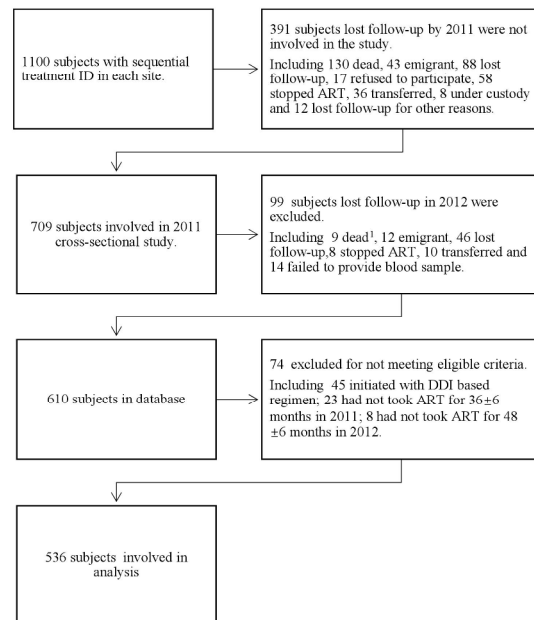 1100 subjects with sequential
treatment ID in each site.
391 subjects lost follow-up by 2011 were not
involved in the study.
Including 130 dead, 43 emigrant, 88 lost
follow-up, 17 refused to participate, 58
stopped ART, 36 transferred, 8 under custody
and 12 lost follow-up for other reasons.
709 subjects involved in 2011
cross-sectional study.
99 subjects lost follow-up in 2012 were
excluded.
Including 9 dead¹, 12 emigrant, 46 lost
follow-up,8 stopped ART, 10 transferred and
14 failed to provide blood sample.
610 subjects in database
74 excluded for not meeting eligible criteria.
Including 45 initiated with DDI based
regimen; 23 had not took ART for 36±6
months in 2011; 8 had not took ART for 48
±6 months in 2012.
536 subjects involved in
analysis